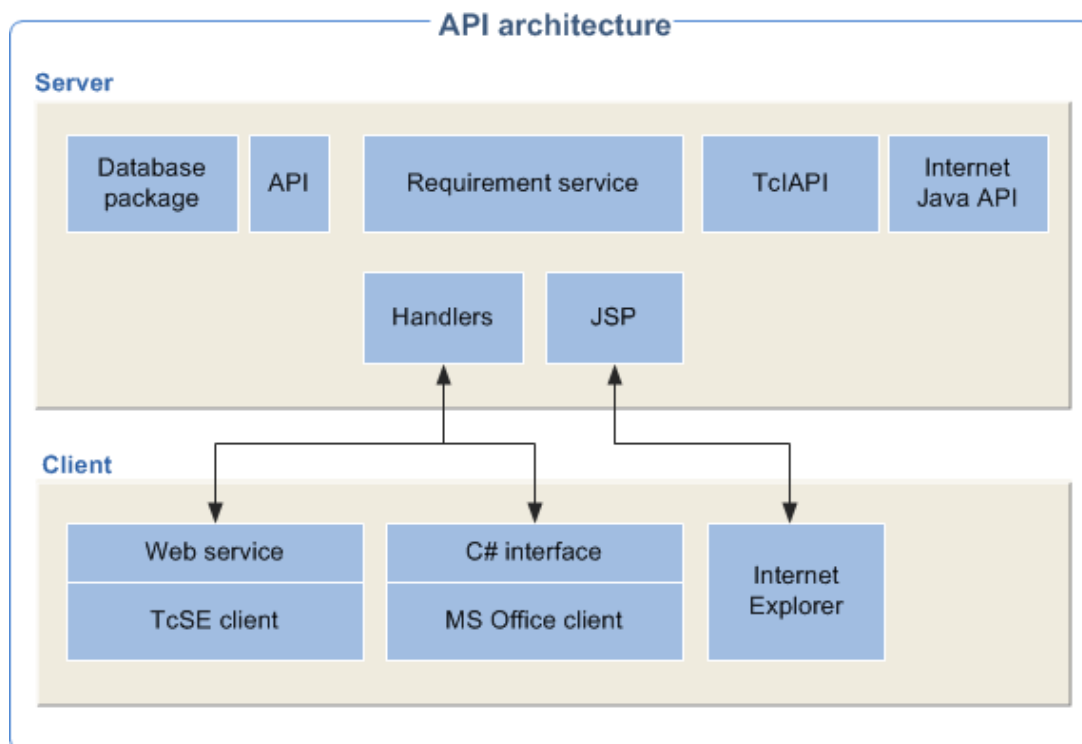 API architecture
Server
Database
package
API
Requirement service
TclAPI
Internet
Java API
Handlers
JSP
Client
Web service
C# interface
Internet
Explorer
TcSE client
MS Office client